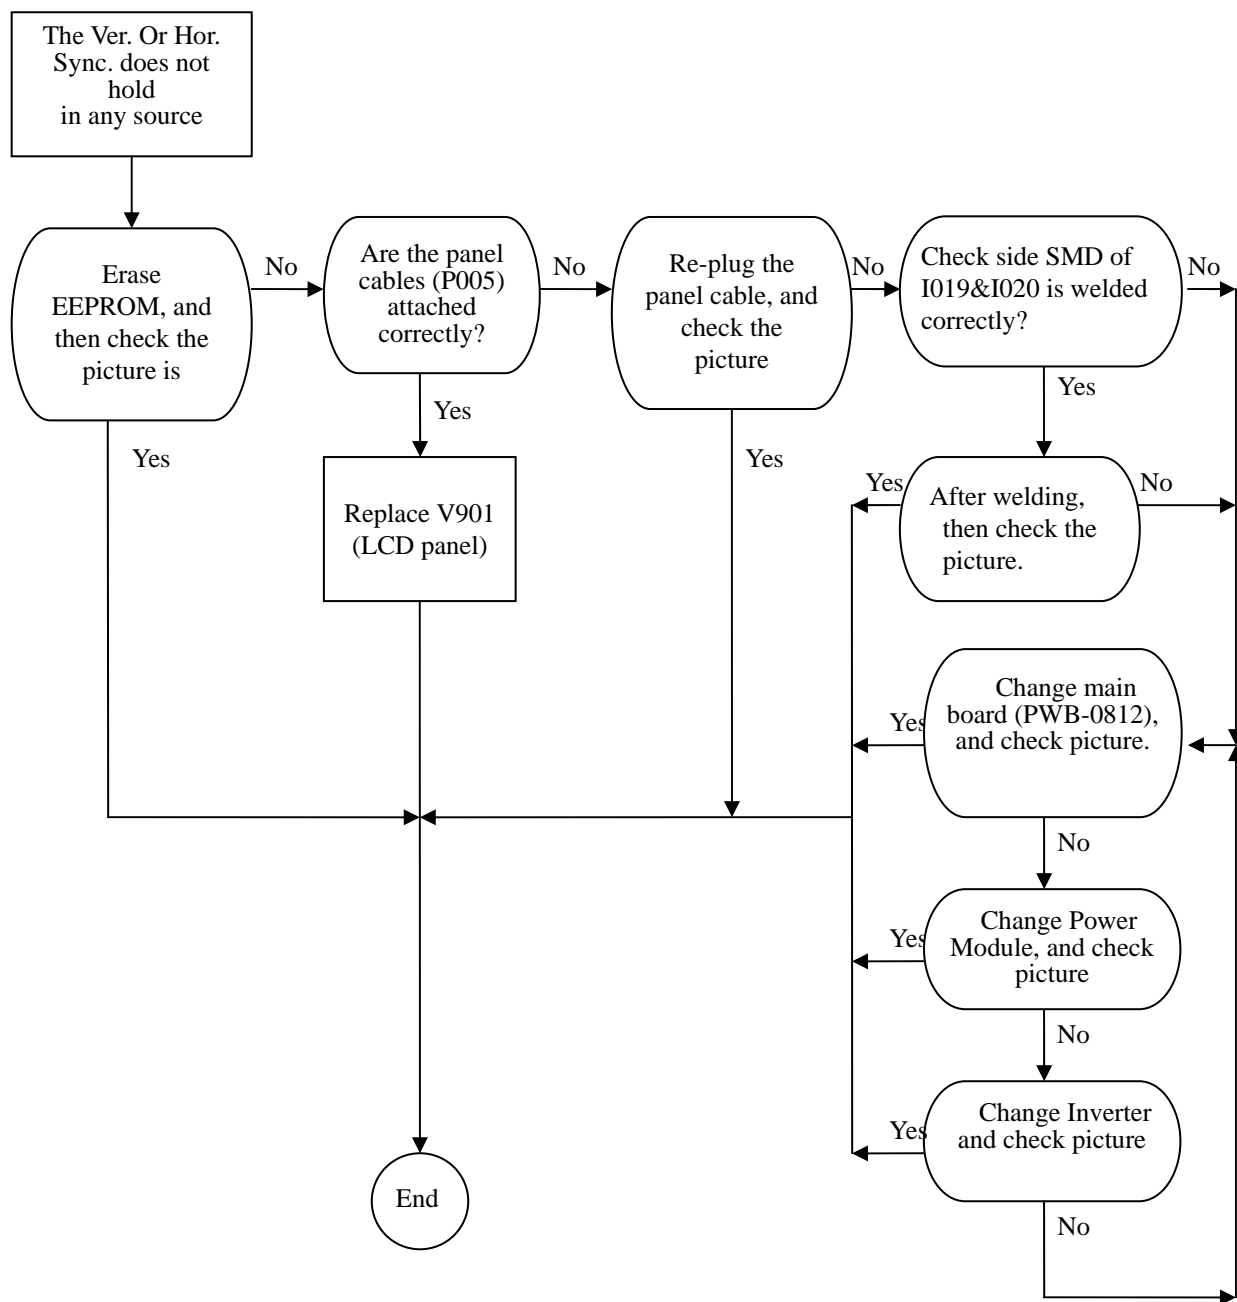 The Ver. Or Hor.
Sync. does not
hold
in any source
Erase
EEPROM, and
then check the
picture is
No
Yes
Are the panel
cables (P005)
attached
correctly?
No
Yes
Replace V901
(LCD panel)
Re-plug the
panel cable, and
check the
picture
No
Yes
Check side SMD of
I019&I020 is welded
correctly?
No
Yes
After welding,
then check the
picture.
Yes
No
Change main
board (PWB-0812),
and check picture.
Yes
No
Change Power
Module, and check
picture
Yes
No
Change Inverter
and check picture
Yes
No
End